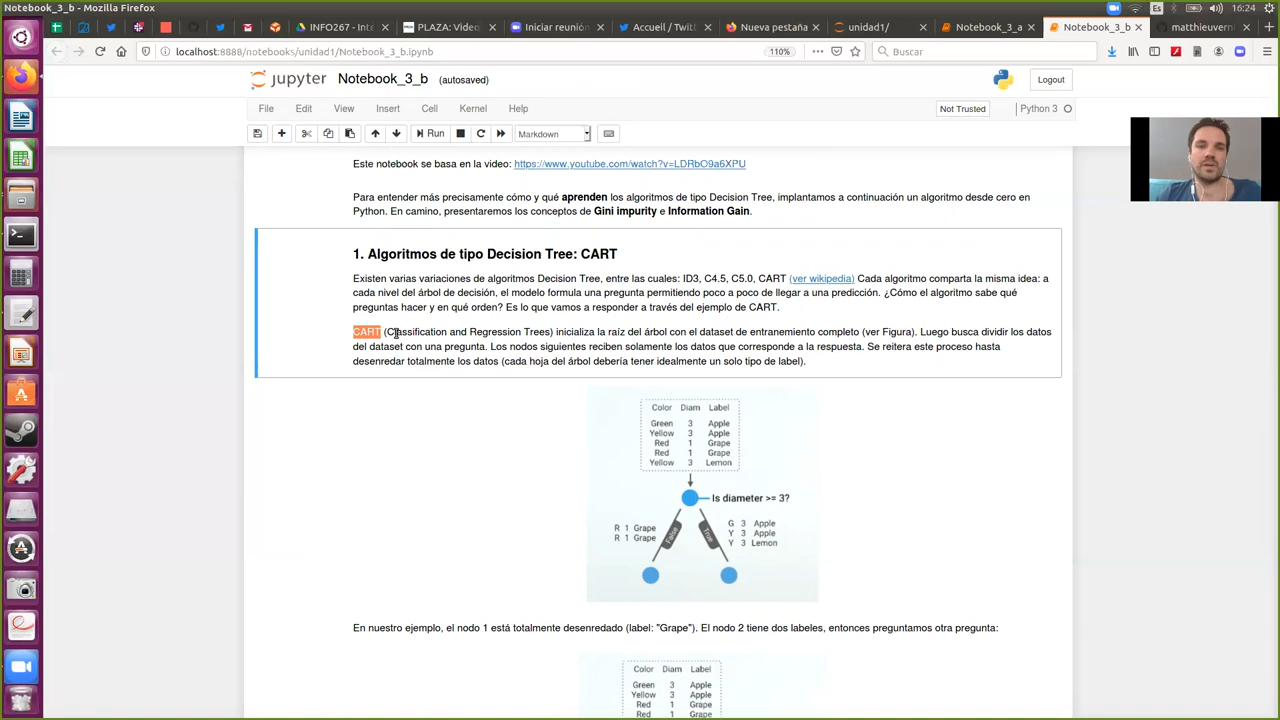 Notebook_3_b - Mozilla Firefox
Es
16:24
INFO267 - Lim
Videos
Iniciar reunión
Accueil / Twitt
Nueva pestaña
unidad1/
Notebook_3_a
Notebook_3_b
matthieuvern
localhost:8888/notebooks/unidad1/Notebook_3_b.ipynb
110%
Buscar
jupyter
Notebook_3_b
(autosaved)
Logout
File
Edit
View
Insert
Cell
Kernel
Help
Not Trusted
Python 3
Run
Markdown
Este notebook se basa en la video: https://www.youtube.com/watch?v=LDRbO9a6XPU
Para entender más precisamente cómo y qué aprenden los algoritmos de tipo Decision Tree, implantamos a continuación un algoritmo desde cero en
Python. En camino, presentaremos los conceptos de Gini impurity e Information Gain.
1. Algoritmos de tipo Decision Tree: CART
Existen varias variantes de algoritmos Decision Tree, entre las cuales: ID3, C4.5, C5.0, CART (ver wikipedia) Cada algoritmo comparta la misma idea: a
cada nivel del árbol de decisión, el modelo formula una pregunta permitiendo poco a poco de llegar a una predicción. ¿Cómo el algoritmo sabe qué
preguntas hacer y en qué orden? Es lo que vamos a responder a través del ejemplo de CART.
CART (Classification and Regression Trees) inicializa la raíz del árbol con el dataset de entranemiento completo (ver Figura). Luego busca dividir los datos
del dataset con una pregunta. Los nodos siguientes reciben solamente los datos que corresponde a la respuesta. Se reitera este proceso hasta
desenredar totalmente los datos (cada hoja del árbol debería tener idealmente un solo tipo de label).
Color Diam Label
Green 3 Apple
Yellow 3 Apple
Red 1 Grape
Red 1 Grape
Yellow 3 Lemon
Is diameter >= 3?
R 1 Grape
R 1 Grape
False
True
G 3 Apple
Y 3 Apple
Y 3 Lemon
En nuestro ejemplo, el nodo 1 está totalmente desenredado (label: "Grape"). El nodo 2 tiene dos labeles, entonces preguntamos otra pregunta:
Color Diam Label
Green 3 Apple
Yellow 3 Apple
Red 1 Grape